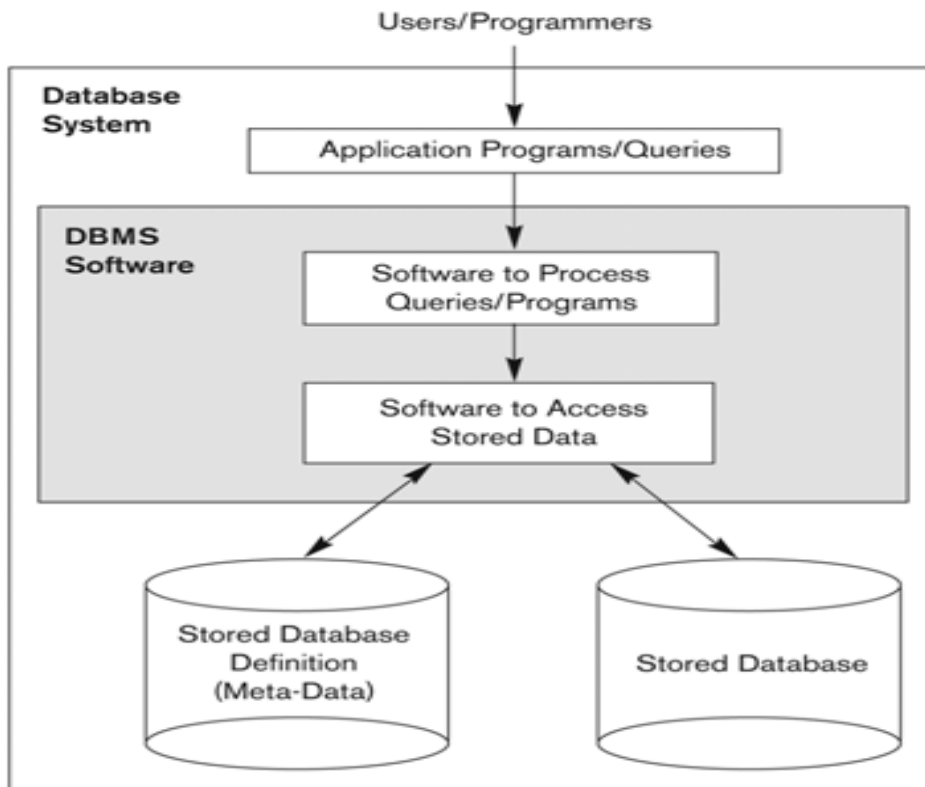 Users/Programmers
Database
System
Application Programs/Queries
DBMS
Software
Software to Process
Queries/Programs
Software to Access
Stored Data
Stored Database
Definition
(Meta-Data)
Stored Database